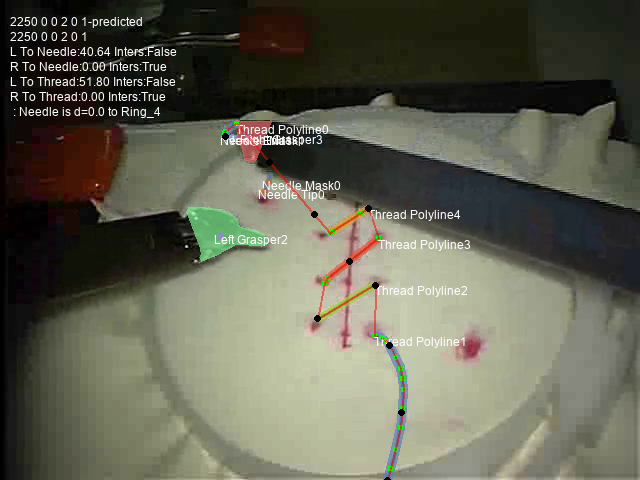 2250 0 0 2 0 1-predicted
2250 0 0 2 0 1
L To Needle:40.64 Inters:False
R To Needle:0.00 Inters:True
L To Thread:51.80 Inters:False
R To Thread:0.00 Inters:True
: Needle is d=0.0 to Ring_4
Thread Polyline0
Needle Mask0
Needle Tip0
Thread Polyline4
Left Grasper2
Thread Polyline3
Thread Polyline2
Thread Polyline1